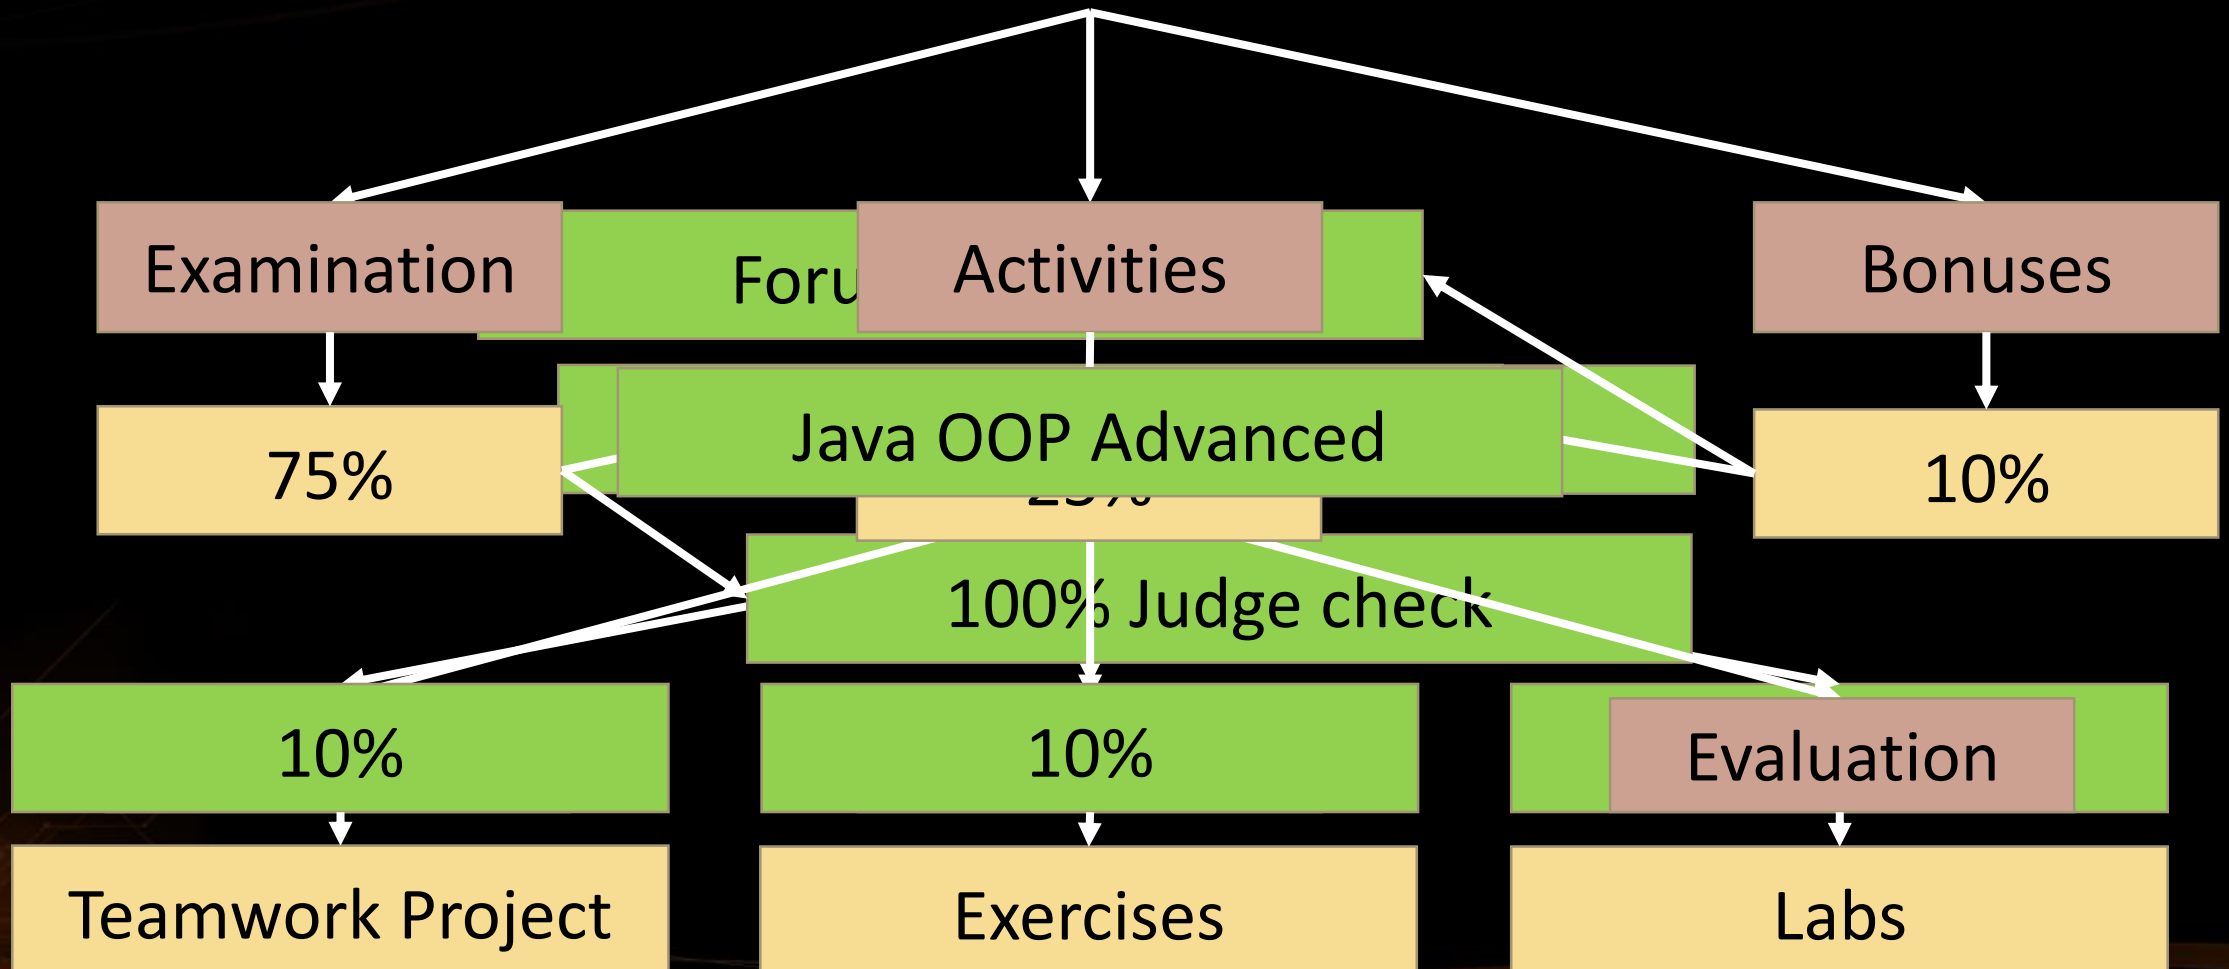 Examination
Activities
Bonuses
75%
Java OOP Advanced
10%
100% Judge check
10%
10%
Evaluation
Teamwork Project
Exercises
Labs